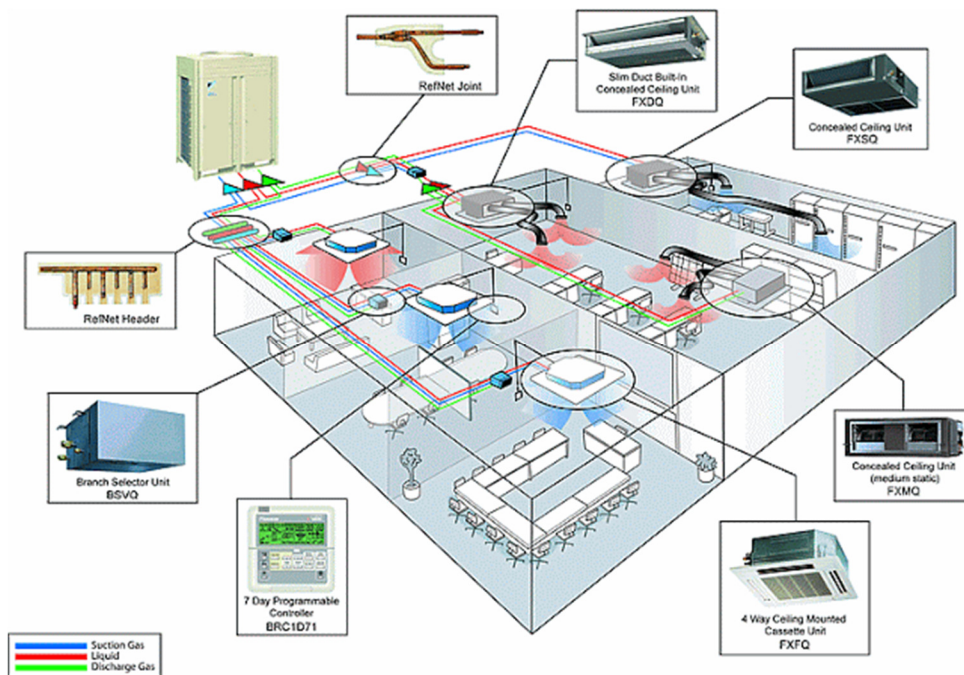 RefNet Joint
Slim Duct Built-In
Concealed Ceiling Unit
FXDQ
Concealed Ceiling Unit
FXSQ
RefNet Header
Branch Selector Unit
BSVQ
Concealed Ceiling Unit
(medium static)
FXMQ
7 Day Programmable
Controller
BRC1D71
4 Way Ceiling Mounted
Cassette Unit
FXFQ
Suction Gas
Liquid
Discharge Gas